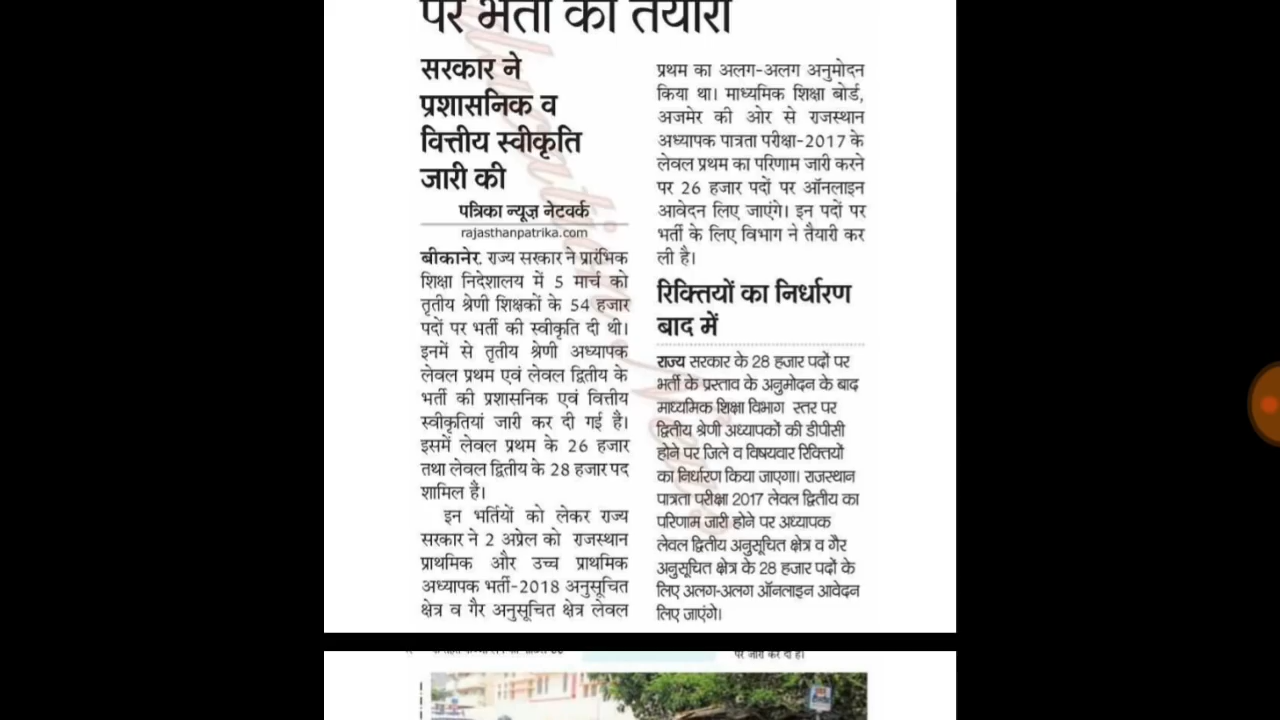 पर भर्ती की तैयारी
सरकार ने
प्रशासनिक व
वित्तीय स्वीकृति
जारी की
पत्रिका न्यूज़ नेटवर्क
rajasthanpatrika.com
बीकानेर. राज्य सरकार ने प्रारंभिक
शिक्षा निदेशालय में 5 मार्च को
तृतीय श्रेणी शिक्षकों के 54 हजार
पदों पर भर्ती की स्वीकृति दी थी।
इनमें से तृतीय श्रेणी अध्यापक
लेवल प्रथम एवं लेवल द्वितीय के
भर्ती की प्रशासनिक एवं वित्तीय
स्वीकृतियां जारी कर दी गई है।
इसमें लेवल प्रथम के 26 हजार
तथा लेवल द्वितीय के 28 हजार पद
शामिल हैं।
इन भर्तियों को लेकर राज्य
सरकार ने 2 अप्रेल को राजस्थान
प्राथमिक और उच्च प्राथमिक
अध्यापक भर्ती-2018 अनुसूचित
क्षेत्र व गैर अनुसूचित क्षेत्र लेवल
प्रथम का अलग-अलग अनुमोदन
किया था। माध्यमिक शिक्षा बोर्ड,
अजमेर की ओर से राजस्थान
अध्यापक पात्रता परीक्षा-2017 के
लेवल प्रथम का परिणाम जारी करने
पर 26 हजार पदों पर ऑनलाइन
आवेदन लिए जाएंगे। इन पदों पर
भर्ती के लिए विभाग ने तैयारी कर
ली है।
रिक्तियों का निर्धारण
बाद में
राज्य सरकार के 28 हजार पदों पर
भर्ती के प्रस्ताव के अनुमोदन के बाद
माध्यमिक शिक्षा विभाग स्तर पर
द्वितीय श्रेणी अध्यापकों की डीपीसी
होने पर जिले व विषयवार रिक्तियों
का निर्धारण किया जाएगा। राजस्थान
पात्रता परीक्षा 2017 लेवल द्वितीय का
परिणाम जारी होने पर अध्यापक
लेवल द्वितीय अनुसूचित क्षेत्र व गैर
अनुसूचित क्षेत्र के 28 हजार पदों के
लिए अलग-अलग ऑनलाइन आवेदन
लिए जाएंगे।
पर जारी कर दी है।